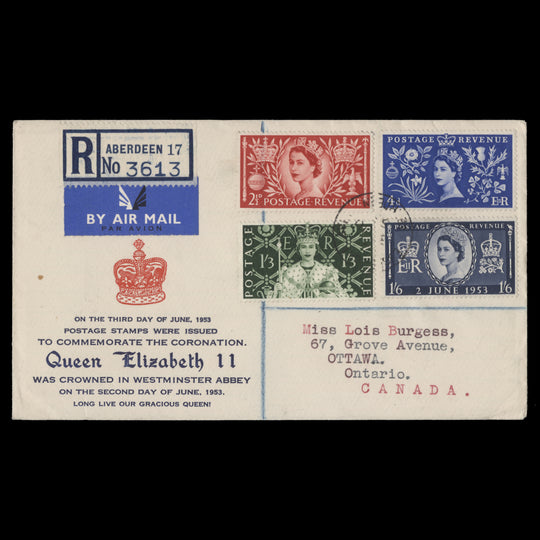 R ABERDEEN 17
No 3613
BY AIR MAIL
PAR AVION
ON THE THIRD DAY OF JUNE, 1953
POSTAGE STAMPS WERE ISSUED
TO COMMEMORATE THE CORONATION.
Queen Elizabeth II
WAS CROWNED IN WESTMINSTER ABBEY
ON THE SECOND DAY OF JUNE, 1953.
LONG LIVE OUR GRACIOUS QUEEN!
2½D POSTAGE·REVENUE
POSTAGE REVENUE
4D E R
POSTAGE E R REVENUE
1/3 1/3
POSTAGE REVENUE
E R
1/6 2 JUNE 1953 1/6
Miss Lois Burgess,
67, Grove Avenue,
OTTAWA.
Ontario.
CANADA.